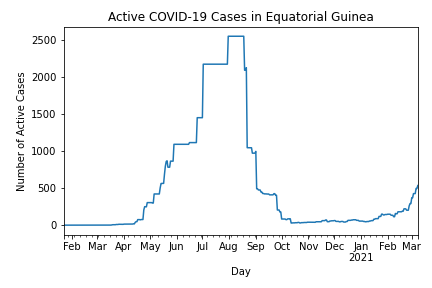 Active COVID-19 Cases in Equatorial Guinea
Number of Active Cases
2500
2000
1500
1000
500
0
Feb Mar Apr May Jun Jul Aug Sep Oct Nov Dec Jan Feb Mar
2021
Day